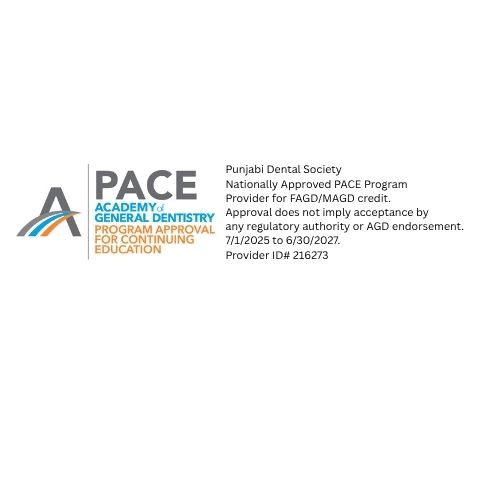 PACE
ACADEMY of
GENERAL DENTISTRY
PROGRAM APPROVAL
FOR CONTINUING
EDUCATION
Punjabi Dental Society
Nationally Approved PACE Program
Provider for FAGD/MAGD credit.
Approval does not imply acceptance by
any regulatory authority or AGD endorsement.
7/1/2025 to 6/30/2027.
Provider ID# 216273